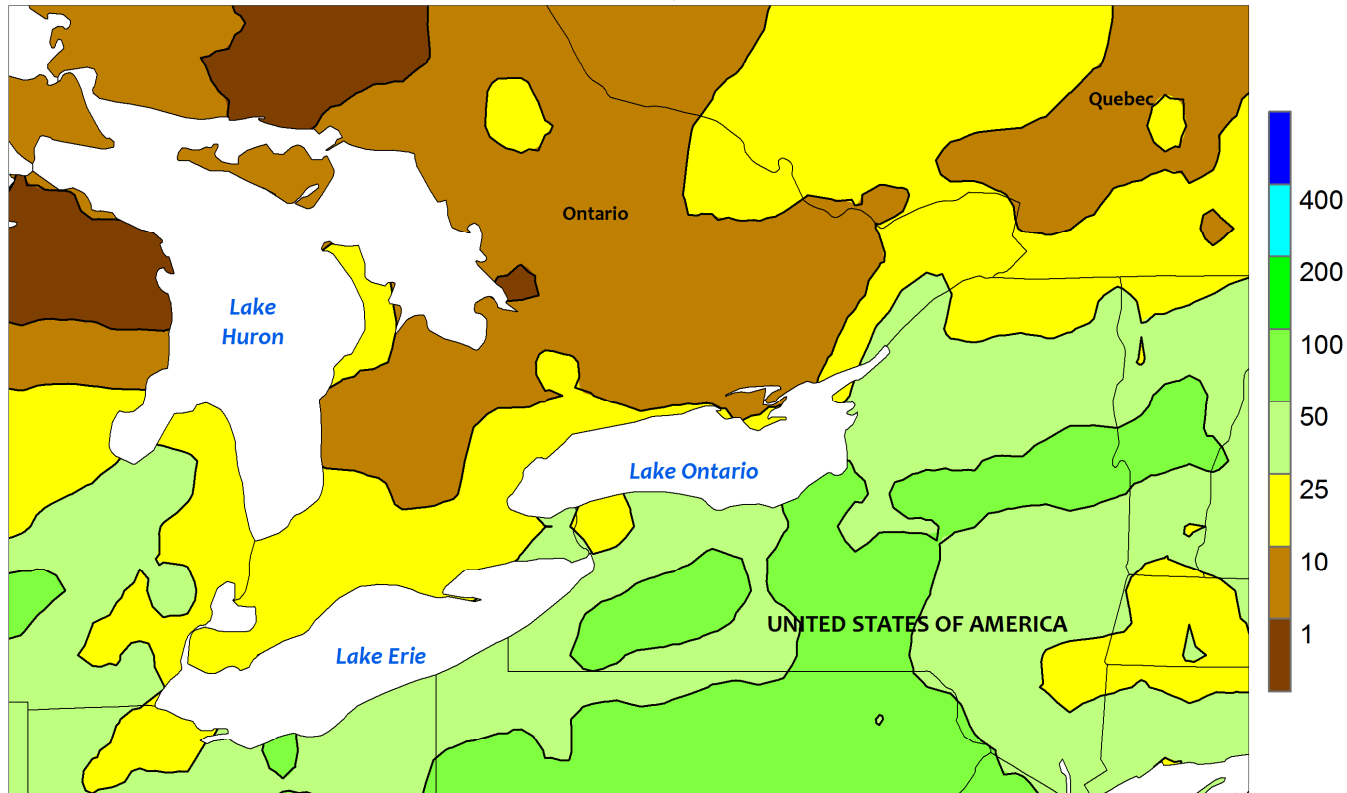 Quebec
Ontario
Lake
Huron
Lake Ontario
UNITED STATES OF AMERICA
Lake Erie
400
200
100
50
25
10
1